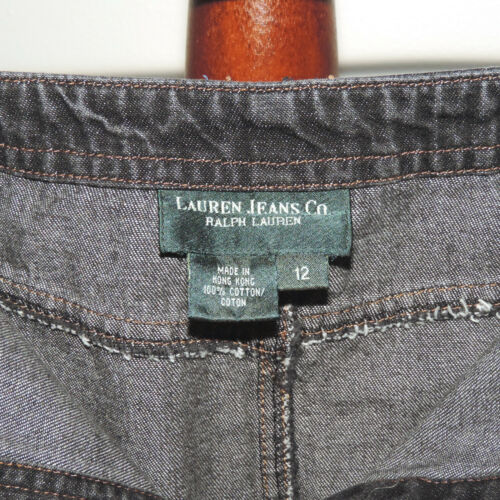 LAUREN JEANS CO.
RALPH LAUREN
MADE IN
HONG KONG
100% COTTON/
COTON
12